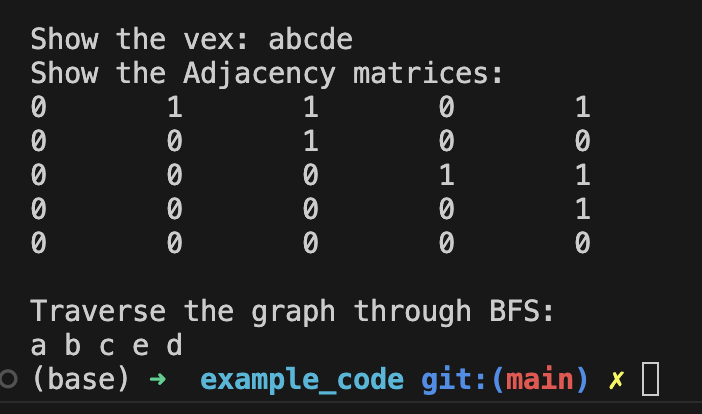 Show the vex: abcde
Show the Adjacency matrices:
0 1 1 0 1
0 0 1 0 0
0 0 0 1 1
0 0 0 0 1
0 0 0 0 0
Traverse the graph through BFS:
a b c e d
(base) ➜ example_code git:(main) ✗